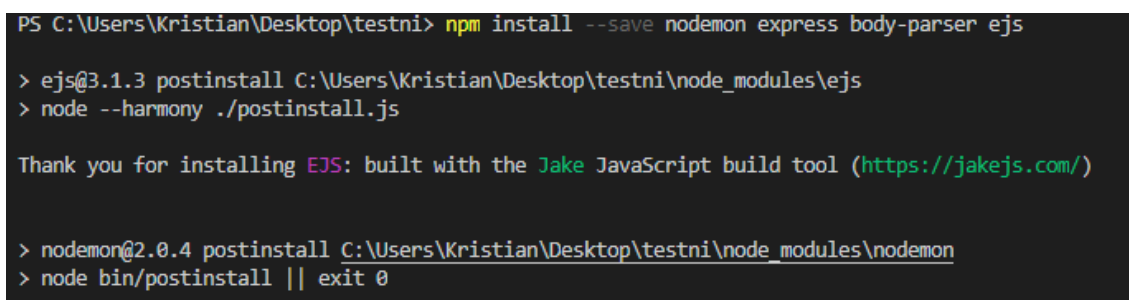 PS C:\Users\Kristian\Desktop\testni> npm install --save nodemon express body-parser ejs
> ejs@3.1.3 postinstall C:\Users\Kristian\Desktop\testni\node_modules\ejs
> node --harmony ./postinstall.js
Thank you for installing EJS: built with the Jake JavaScript build tool (https://jakejs.com/)
> nodemon@2.0.4 postinstall C:\Users\Kristian\Desktop\testni\node_modules\nodemon
> node bin/postinstall || exit 0